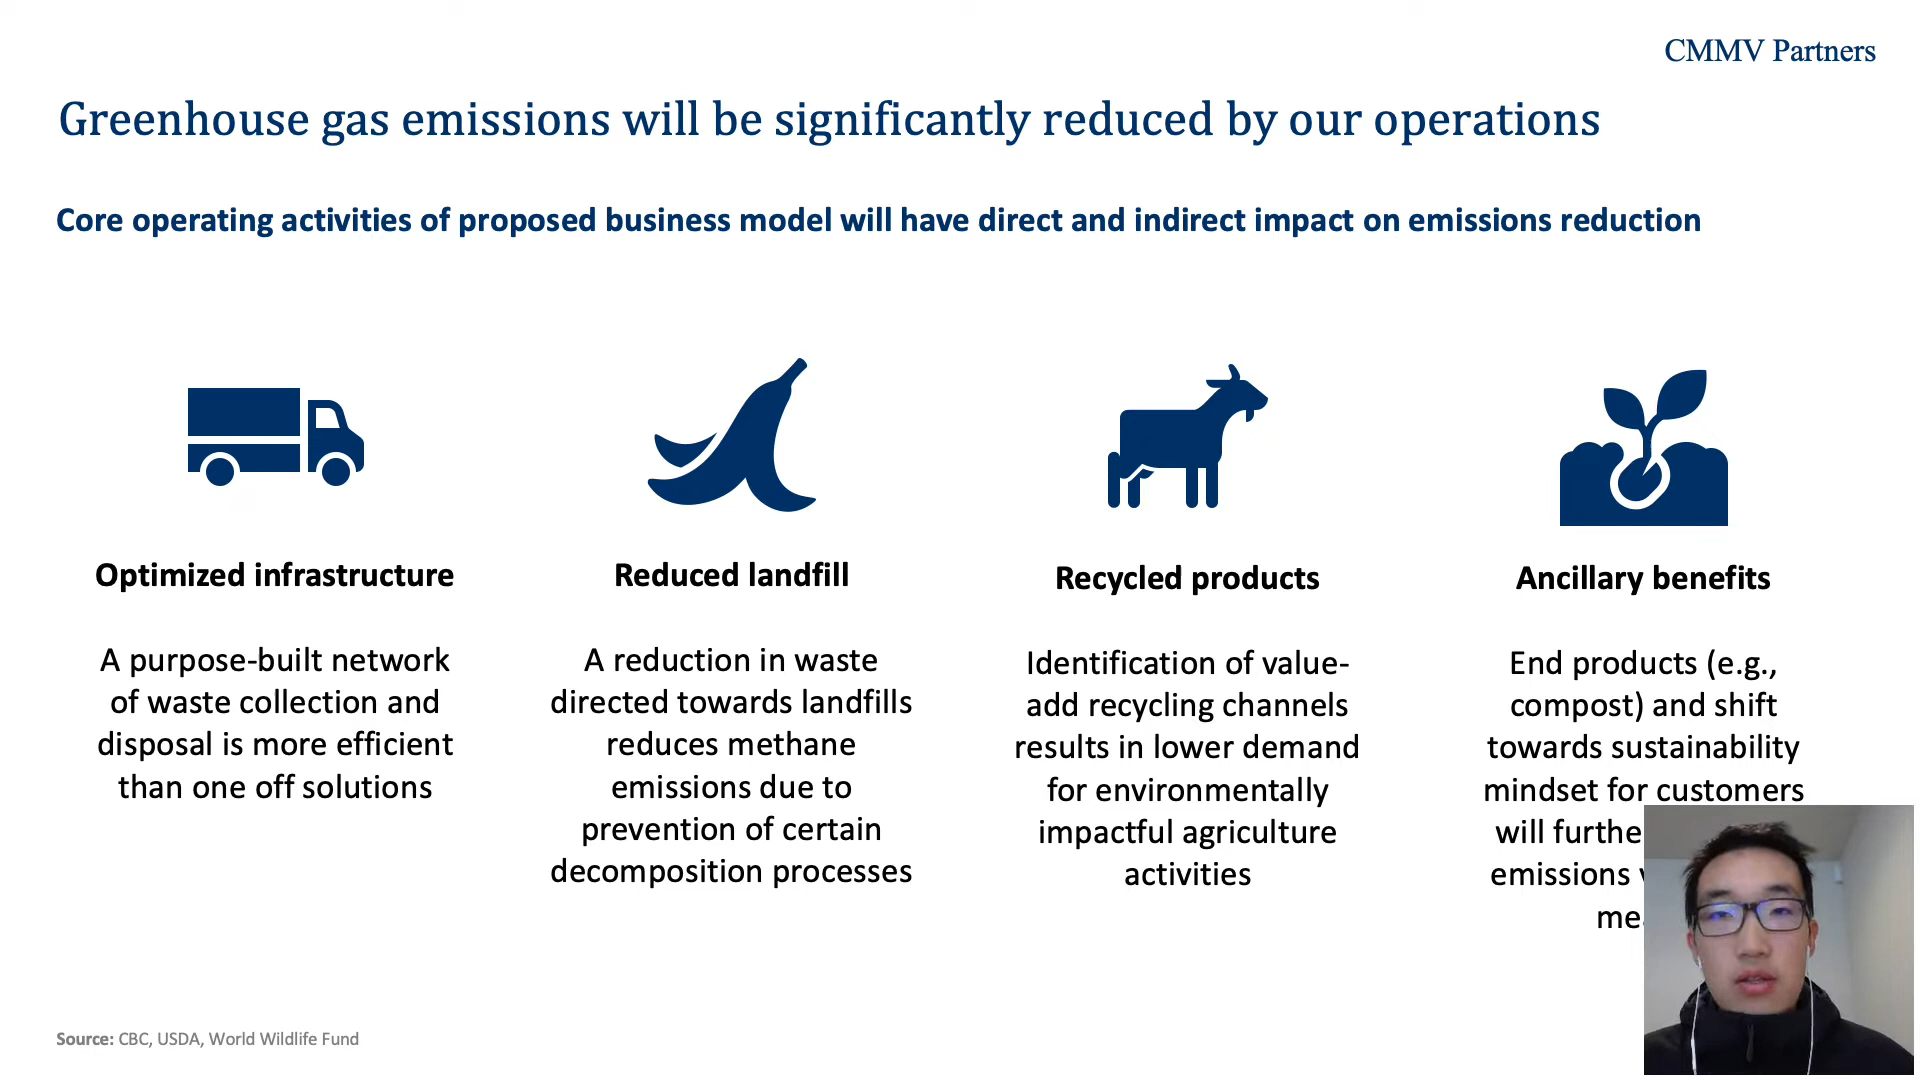 CMMV Partners
Greenhouse gas emissions will be significantly reduced by our operations
Core operating activities of proposed business model will have direct and indirect impact on emissions reduction
Optimized infrastructure
A purpose-built network
of waste collection and
disposal is more efficient
than one off solutions
Reduced landfill
A reduction in waste
directed towards landfills
reduces methane
emissions due to
prevention of certain
decomposition processes
Recycled products
Identification of value-
add recycling channels
results in lower demand
for environmentally
impactful agriculture
activities
Ancillary benefits
End products (e.g.,
compost) and shift
towards sustainability
mindset for customers
will
emissions
Source: CBC, USDA, World Wildlife Fund